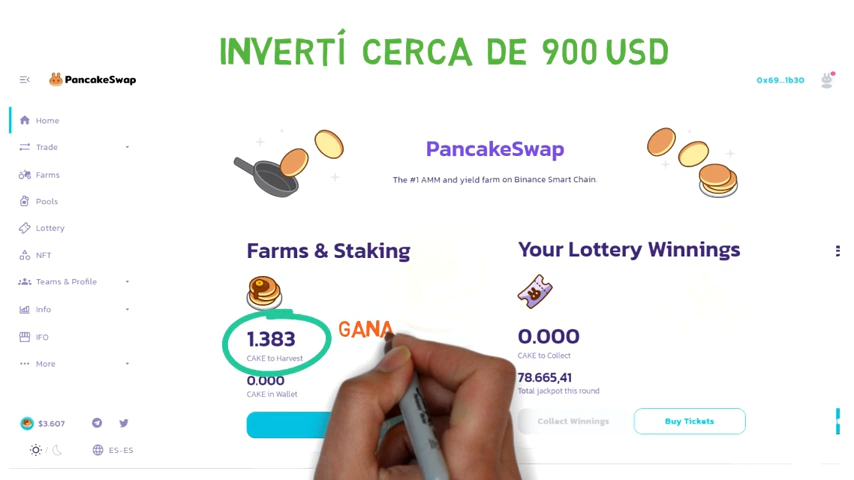 INVERTÍ CERCA DE 900 USD
PancakeSwap
0x69...1b30
Home
Trade
Farms
Pools
Lottery
NFT
Teams & Profile
Info
IFO
More
$3.607
ES-ES
PancakeSwap
The #1 AMM and yield farm on Binance Smart Chain.
Farms & Staking
1.383
CAKE to Harvest
0.000
CAKE in Wallet
GANA
Your Lottery Winnings
0.000
CAKE to Collect
78.665,41
Total jackpot this round
Collect Winnings
Buy Tickets